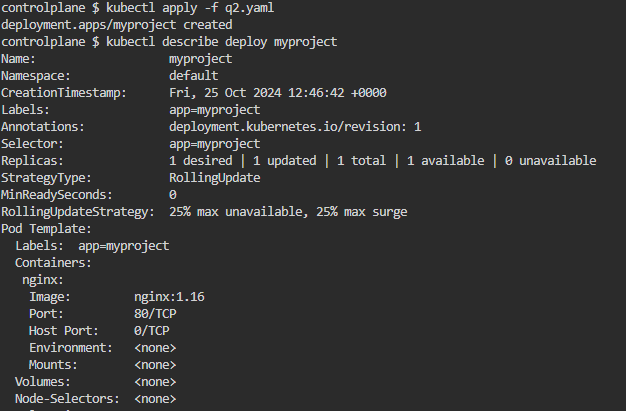 controlplane $ kubectl apply -f q2.yaml
deployment.apps/myproject created
controlplane $ kubectl describe deploy myproject
Name:                   myproject
Namespace:              default
CreationTimestamp:      Fri, 25 Oct 2024 12:46:42 +0000
Labels:                 app=myproject
Annotations:            deployment.kubernetes.io/revision: 1
Selector:               app=myproject
Replicas:               1 desired | 1 updated | 1 total | 1 available | 0 unavailable
StrategyType:           RollingUpdate
MinReadySeconds:        0
RollingUpdateStrategy:  25% max unavailable, 25% max surge
Pod Template:
  Labels:  app=myproject
  Containers:
   nginx:
    Image:         nginx:1.16
    Port:          80/TCP
    Host Port:     0/TCP
    Environment:   <none>
    Mounts:        <none>
  Volumes:         <none>
  Node-Selectors:  <none>